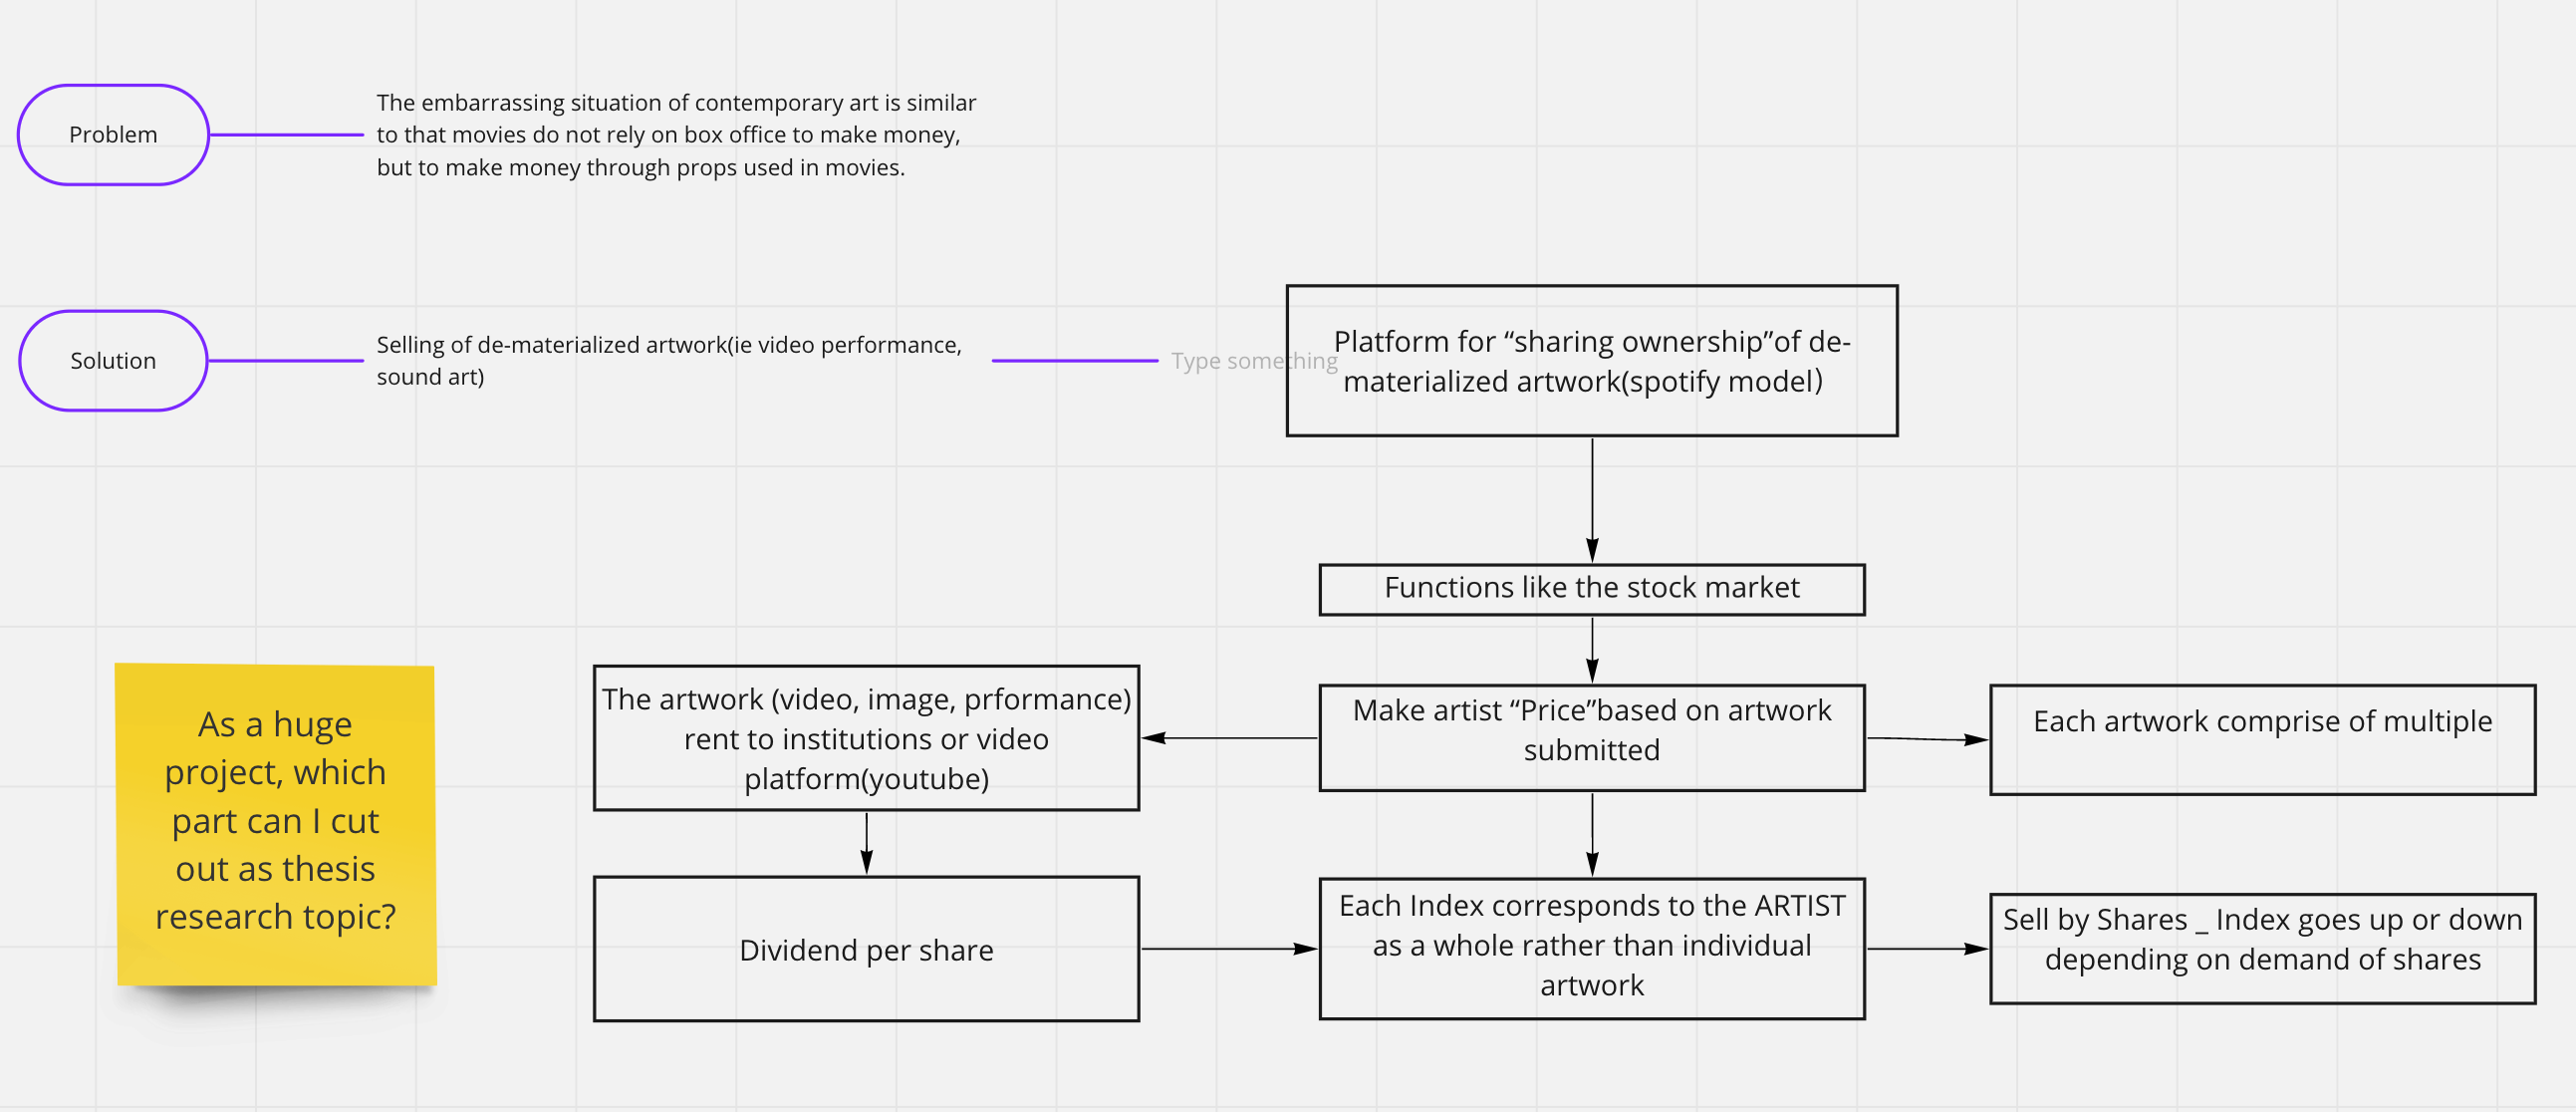 Problem
The embarrassing situation of contemporary art is similar
to that movies do not rely on box office to make money,
but to make money through props used in movies.
Solution
Selling of de-materialized artwork(ie video performance,
sound art)
Type something
Platform for “sharing ownership”of de-
materialized artwork(spotify model)
Functions like the stock market
As a huge
project, which
part can I cut
out as thesis
research topic?
The artwork (video, image, prformance)
rent to institutions or video
platform(youtube)
Make artist “Price”based on artwork
submitted
Each artwork comprise of multiple
Dividend per share
Each Index corresponds to the ARTIST
as a whole rather than individual
artwork
Sell by Shares _ Index goes up or down
depending on demand of shares